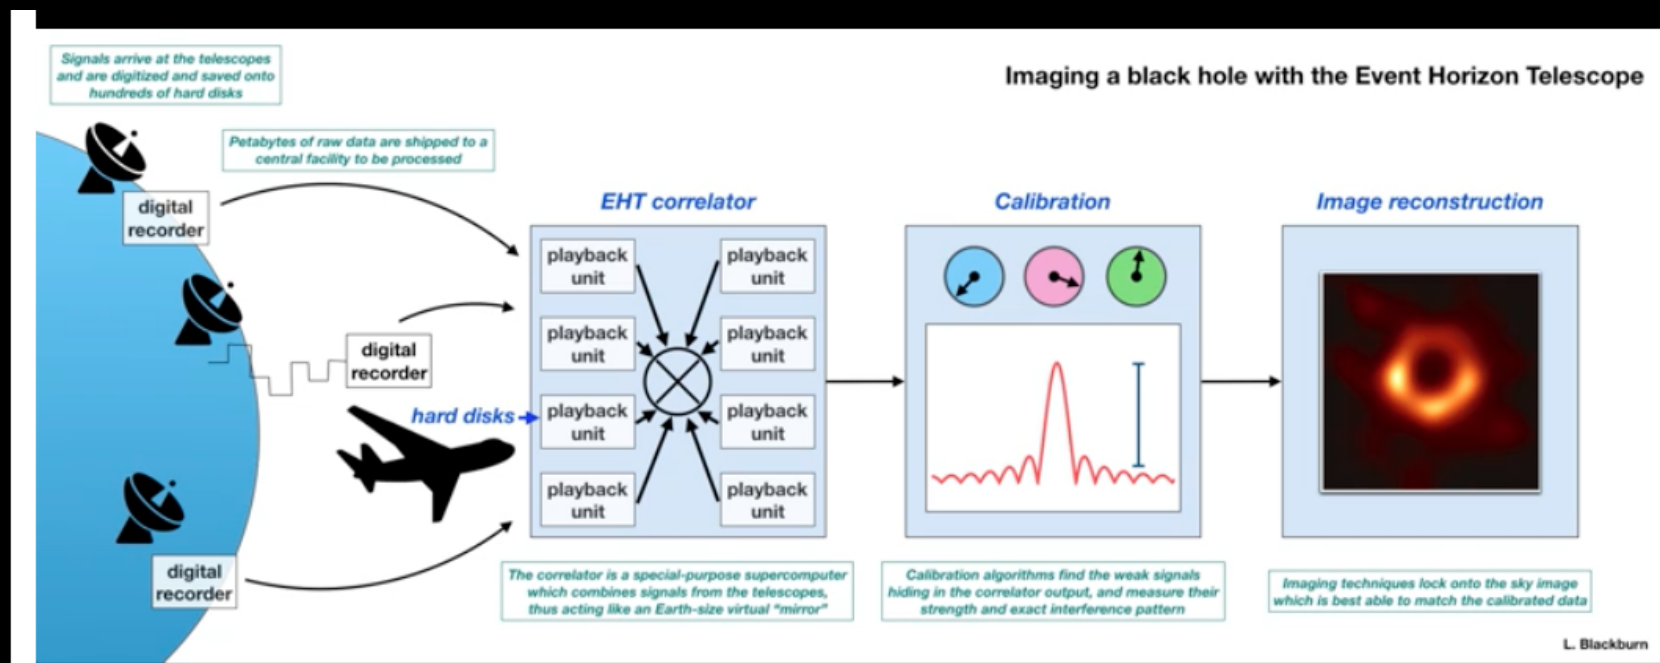 Imaging a black hole with the Event Horizon Telescope
Signals arrive at the telescopes
and are digitized and saved onto
hundreds of hard disks
Petabytes of raw data are shipped to a
central facility to be processed
digital
recorder
digital
recorder
digital
recorder
hard disks
EHT correlator
playback
unit
playback
unit
playback
unit
playback
unit
playback
unit
playback
unit
playback
unit
playback
unit
The correlator is a special-purpose supercomputer
which combines signals from the telescopes,
thus acting like an Earth-size virtual “mirror”
Calibration
Calibration algorithms find the weak signals
hiding in the correlator output, and measure their
strength and exact interference pattern
Image reconstruction
Imaging techniques lock onto the sky image
which is best able to match the calibrated data
L. Blackburn